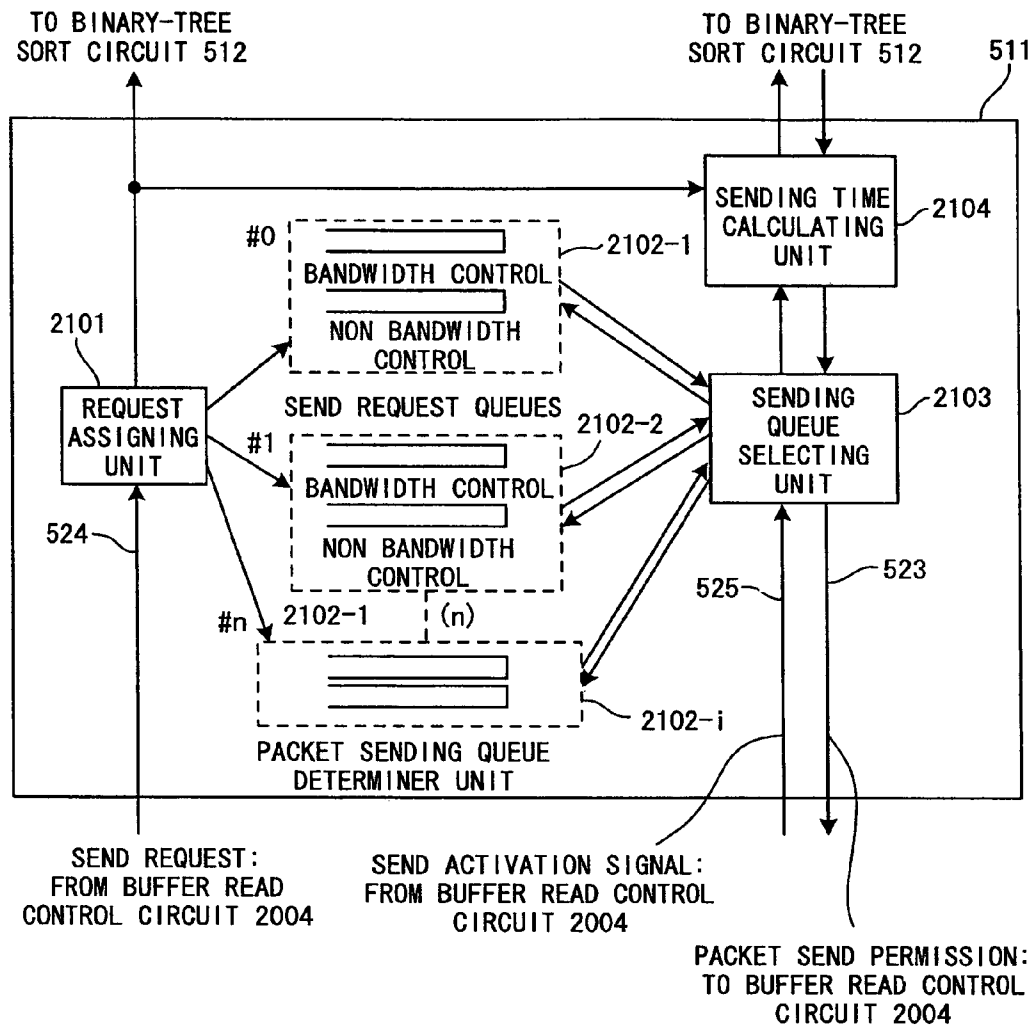 TO BINARY-TREE
SORT CIRCUIT 512
TO BINARY-TREE
SORT CIRCUIT 512
511
SENDING TIME
CALCULATING
UNIT
2104
#0
2102-1
BANDWIDTH CONTROL
NON BANDWIDTH
CONTROL
2101
REQUEST
ASSIGNING
UNIT
SEND REQUEST QUEUES
SENDING
QUEUE
SELECTING
UNIT
2103
#1
2102-2
BANDWIDTH CONTROL
NON BANDWIDTH
CONTROL
524
525
523
#n
2102-1
(n)
2102-i
PACKET SENDING QUEUE
DETERMINER UNIT
SEND REQUEST:
FROM BUFFER READ
CONTROL CIRCUIT 2004
SEND ACTIVATION SIGNAL:
FROM BUFFER READ CONTROL
CIRCUIT 2004
PACKET SEND PERMISSION:
TO BUFFER READ CONTROL
CIRCUIT 2004